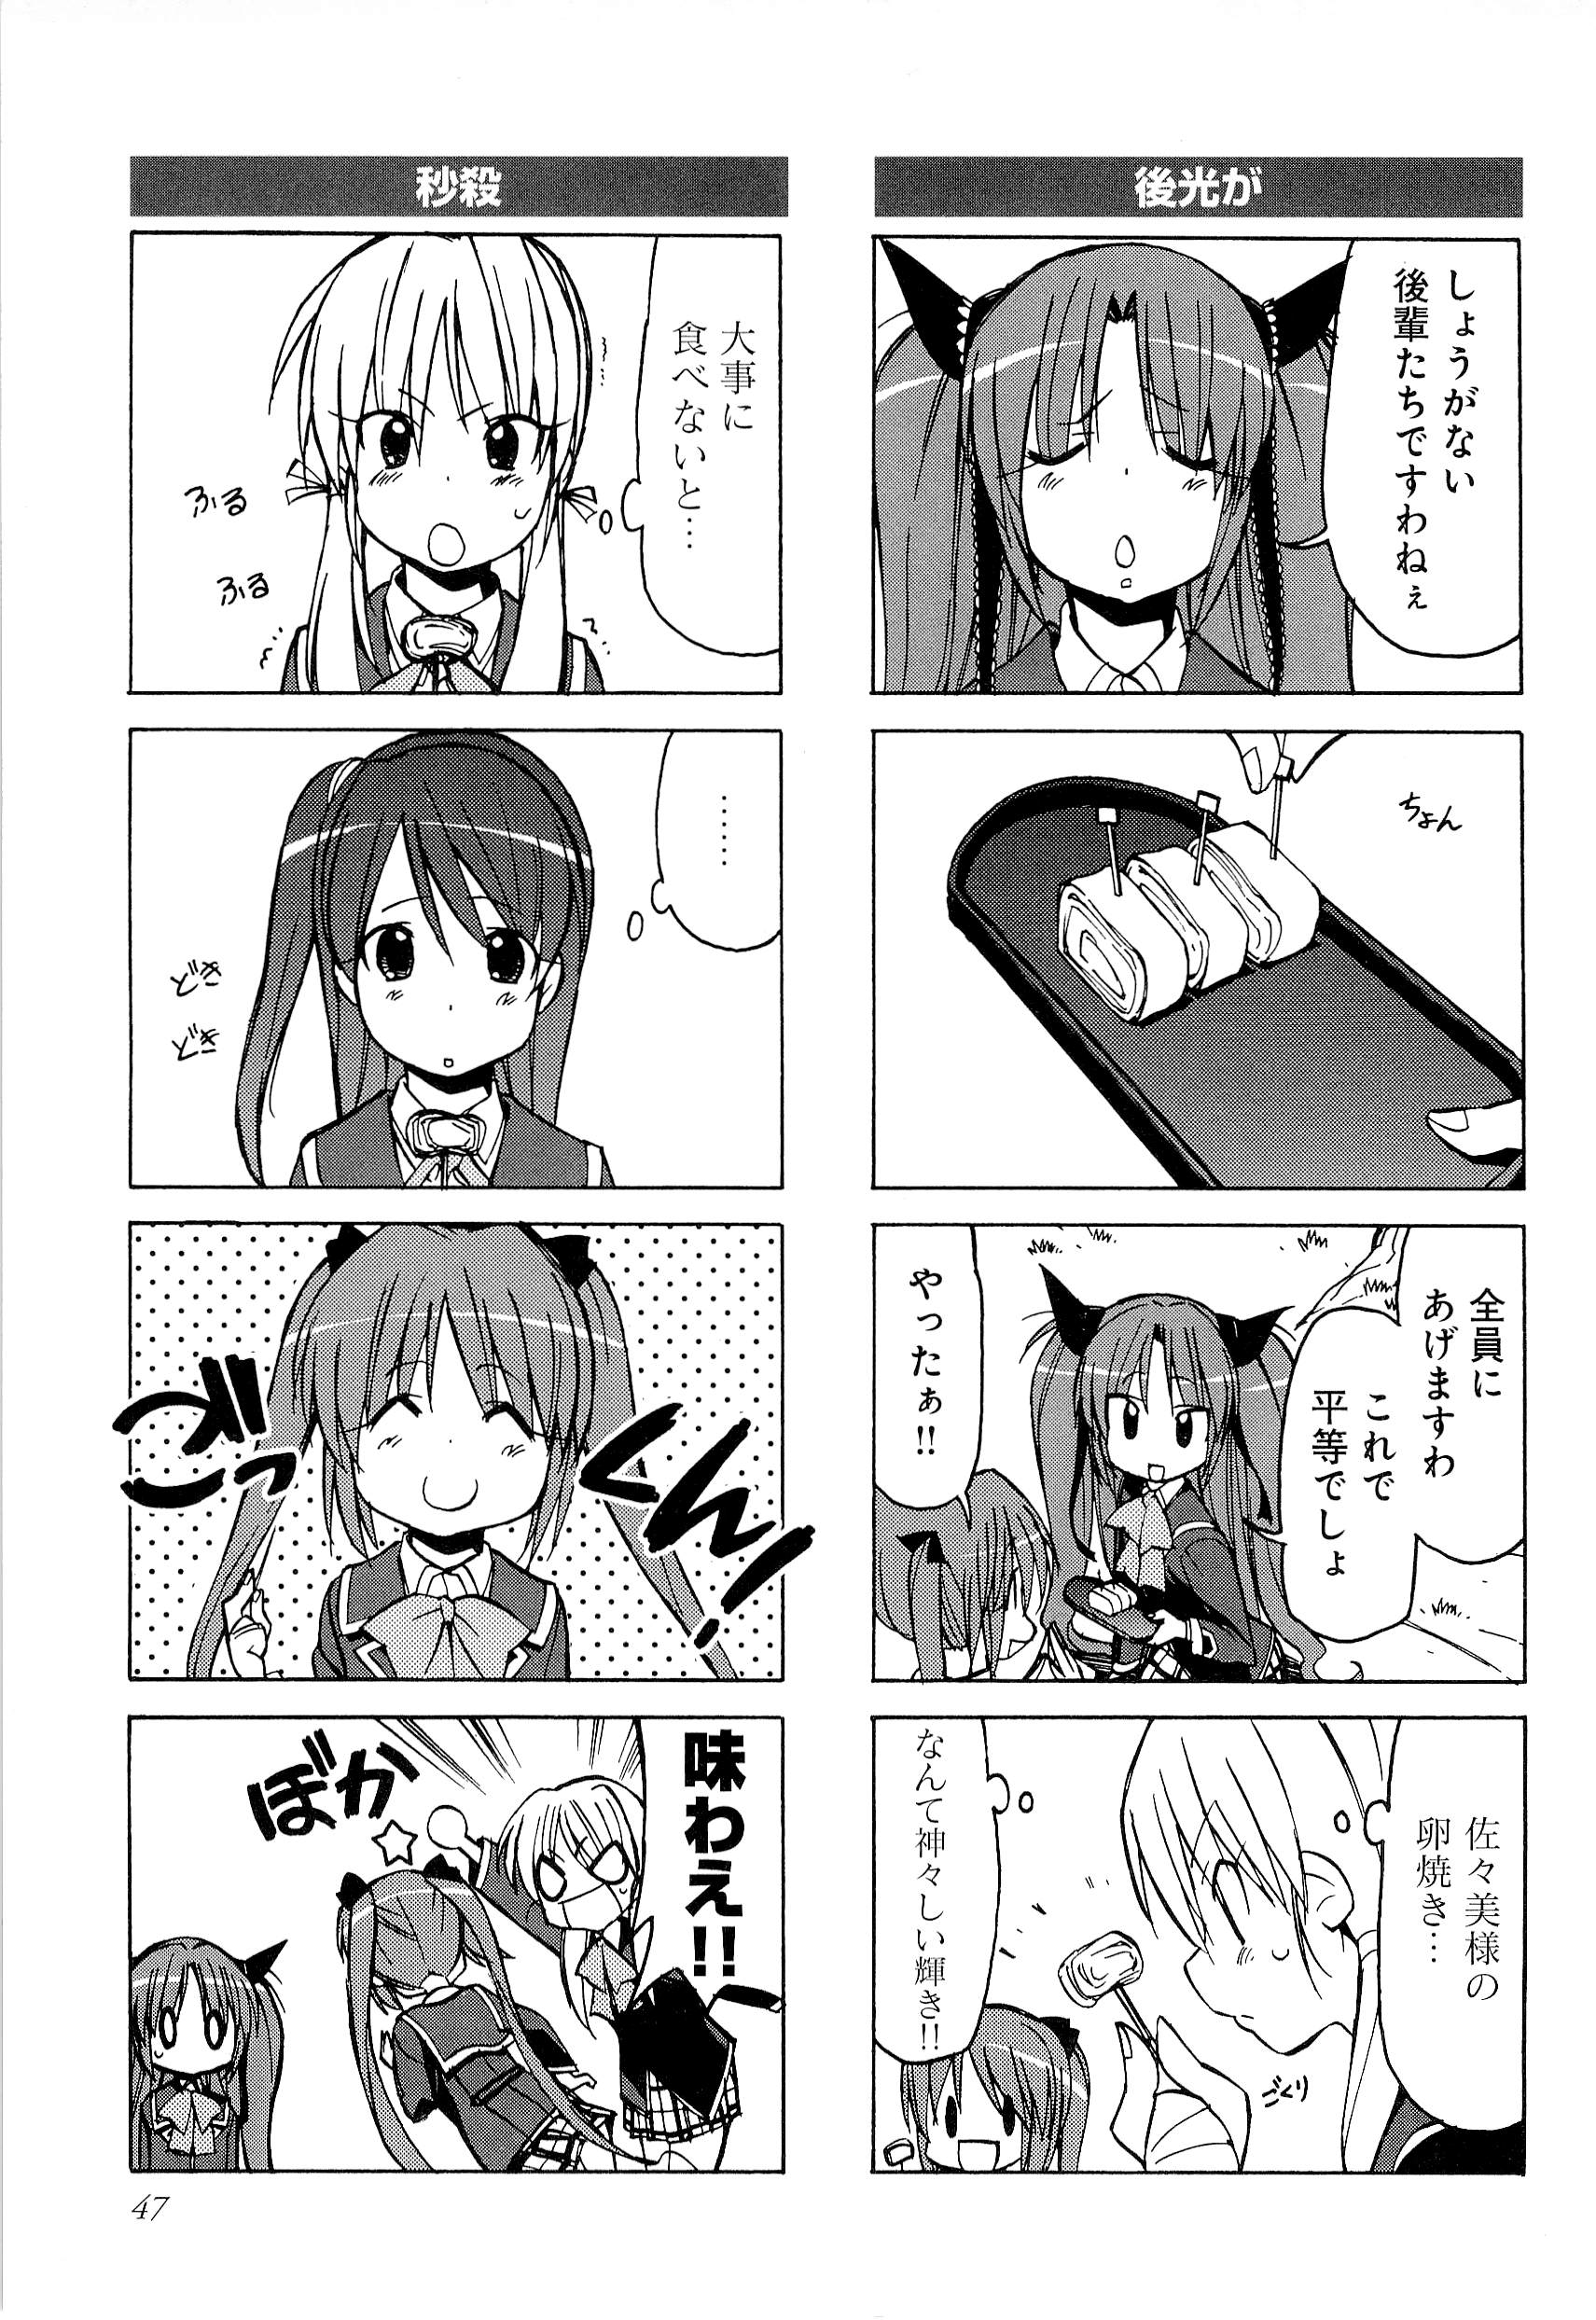 後光が
しょうがない
後輩たちですわねぇ
ちょん
全員に
あげますわ
これで
平等でしょ
やったぁ!!
佐々美様の
卵焼き…
ごくり
なんて神々しい輝き!!
秒殺
大事に
食べないと…
ふる
ふる
……
どき
どき
ごっくん!
味わえ!!
ぼか
47